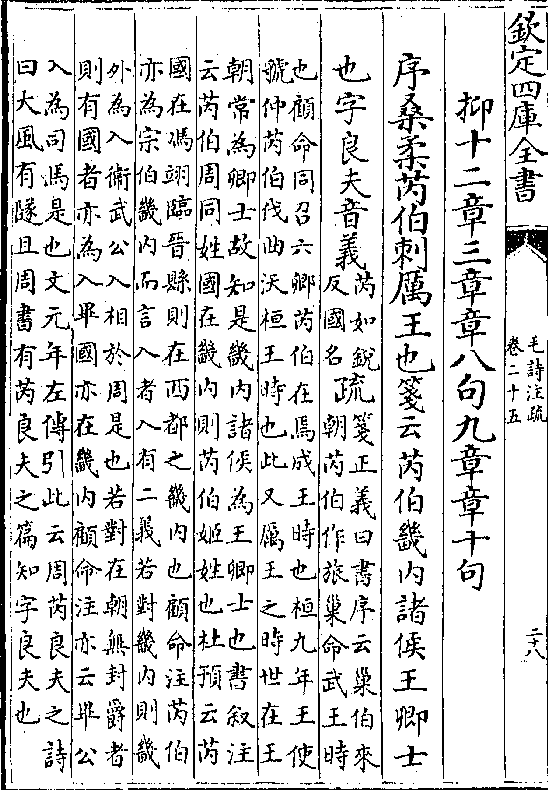 欽定四庫全書
毛詩注疏
卷二十五
二十八
抑十二章三章章八句九章章十句
序桑柔芮伯刺厲王也箋云芮伯畿内諸侯王卿士
也字良夫音義
芮如銳
反國名
疏
箋正義曰書序云巢伯來
朝芮伯作旅巢命武王時
也顧命同召六卿芮伯在焉成王時也桓九年王使
虢仲芮伯伐曲沃桓王時也此又厲王之時世在王
朝常為卿士故知是畿内諸侯為王卿士也書叙注
云芮伯周同姓國在畿内則芮伯姬姓也杜預云芮
國在馮翊臨晉縣則在西都之畿内也顧命注芮伯
亦為宗伯畿内而言入者入有二義若對畿内則畿
外為入衛武公入相於周是也若對在朝無封爵者
則有國者亦為入畢國亦在畿内顧命注亦云畢公
入為司馬是也文元年左傳引此云周芮良夫之詩
曰大風有隧且周書有芮良夫之篇知字良夫也